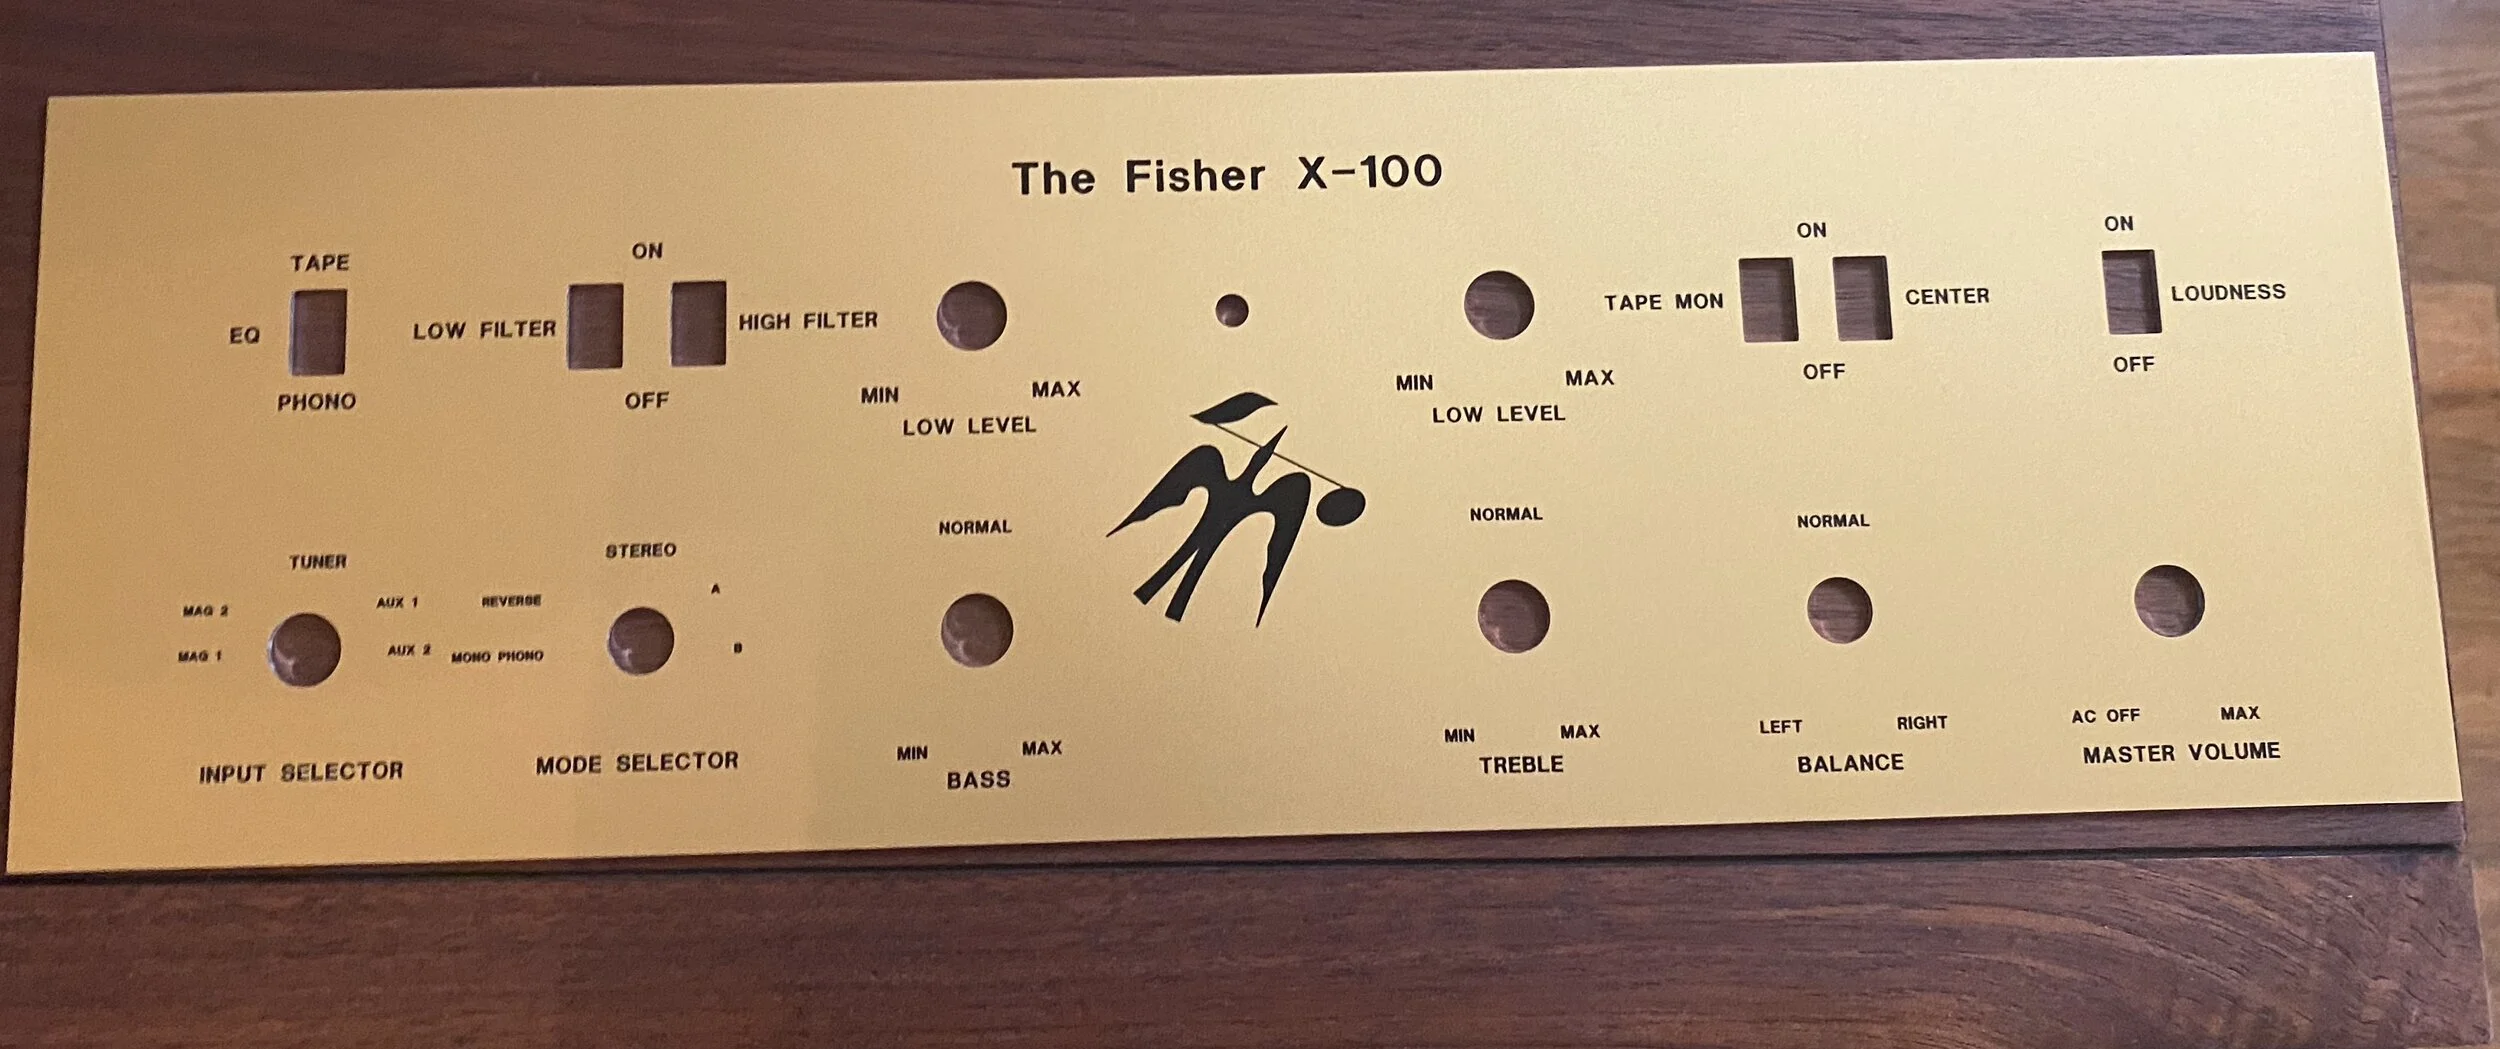 The Fisher X-100
TAPE
EQ
PHONO
ON
LOW FILTER
HIGH FILTER
OFF
MIN MAX
LOW LEVEL
MIN MAX
LOW LEVEL
ON
TAPE MON
CENTER
OFF
ON
LOUDNESS
OFF
TUNER
MAG 2
AUX 1
MAG 1
AUX 2
INPUT SELECTOR
STEREO
REVERSE
A
MONO PHONO
B
MODE SELECTOR
NORMAL
MIN MAX
BASS
NORMAL
MIN MAX
TREBLE
NORMAL
LEFT RIGHT
BALANCE
AC OFF MAX
MASTER VOLUME